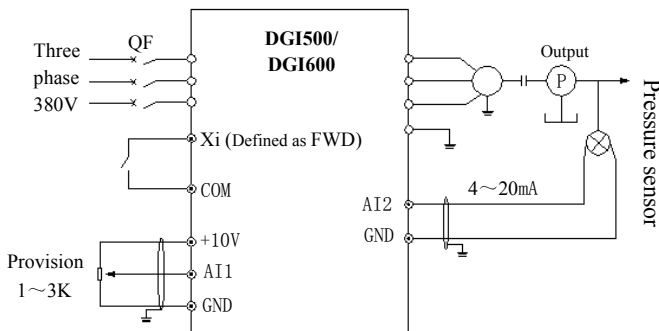 Three
phase
380V
QF
DGI500/
DGI600
Output
P
Pressure sensor
Xi (Defined as FWD)
COM
4～20mA
AI2
GND
+10V
AI1
GND
Provision
1～3K